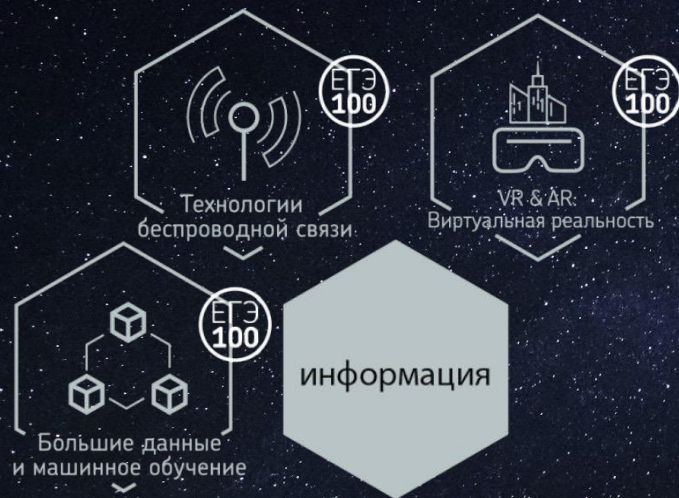 ЕГЭ
100
Технологии
беспроводной связи
ЕГЭ
100
VR & AR:
Виртуальная реальность
ЕГЭ
100
Большие данные
и машинное обучение
информация